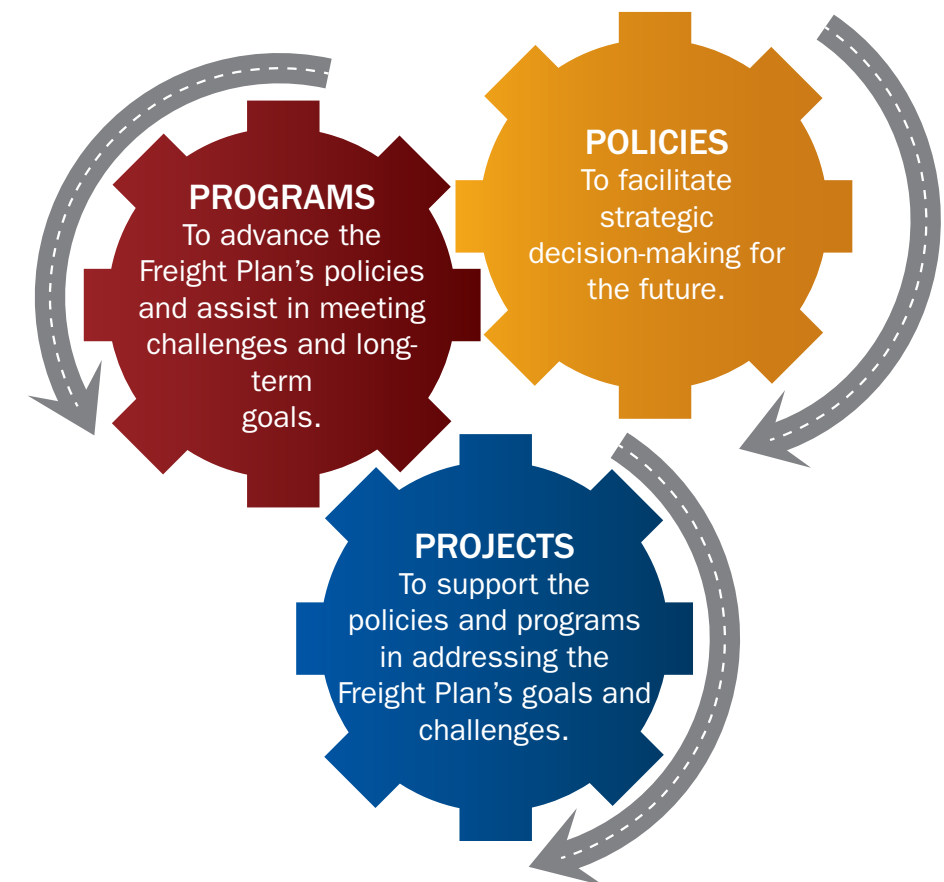 PROGRAMS
To advance the
Freight Plan's policies
and assist in meeting
challenges and long-
term
goals.
POLICIES
To facilitate
strategic
decision-making for
the future.
PROJECTS
To support the
policies and programs
in addressing the
Freight Plan's goals and
challenges.